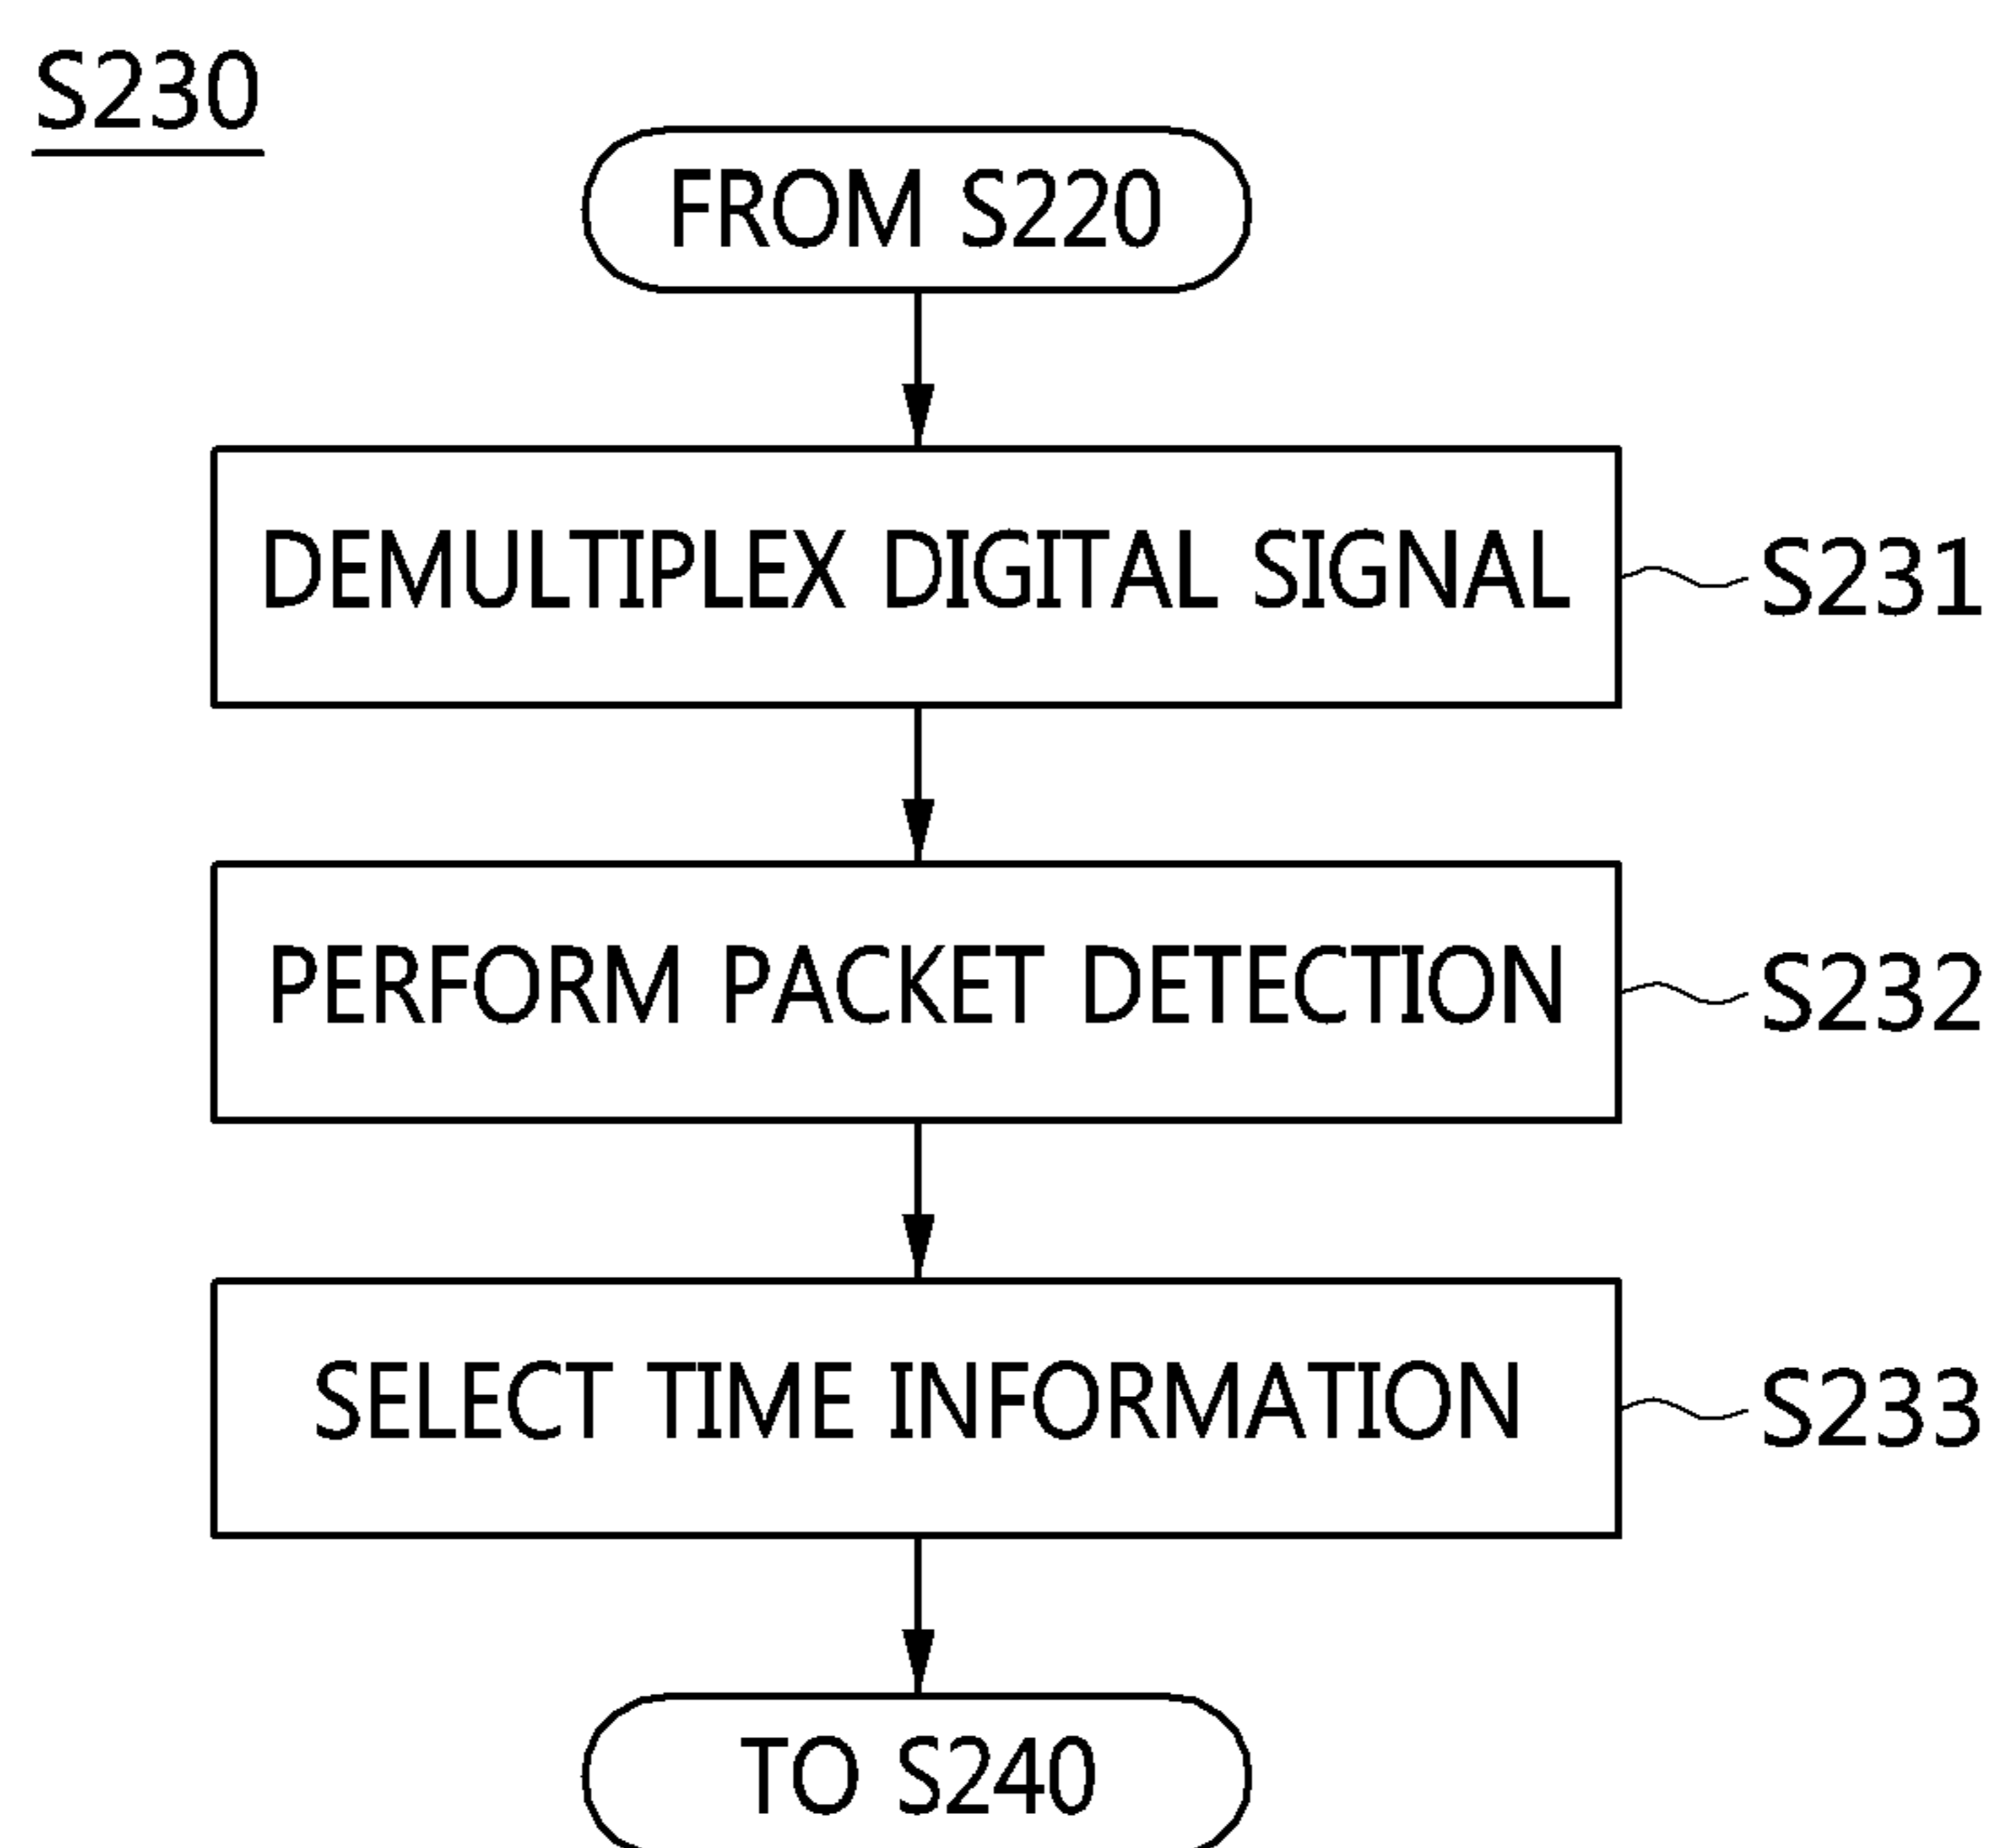 S230
FROM S220
DEMULTIPLEX DIGITAL SIGNAL
S231
PERFORM PACKET DETECTION
S232
SELECT TIME INFORMATION
S233
TO S240